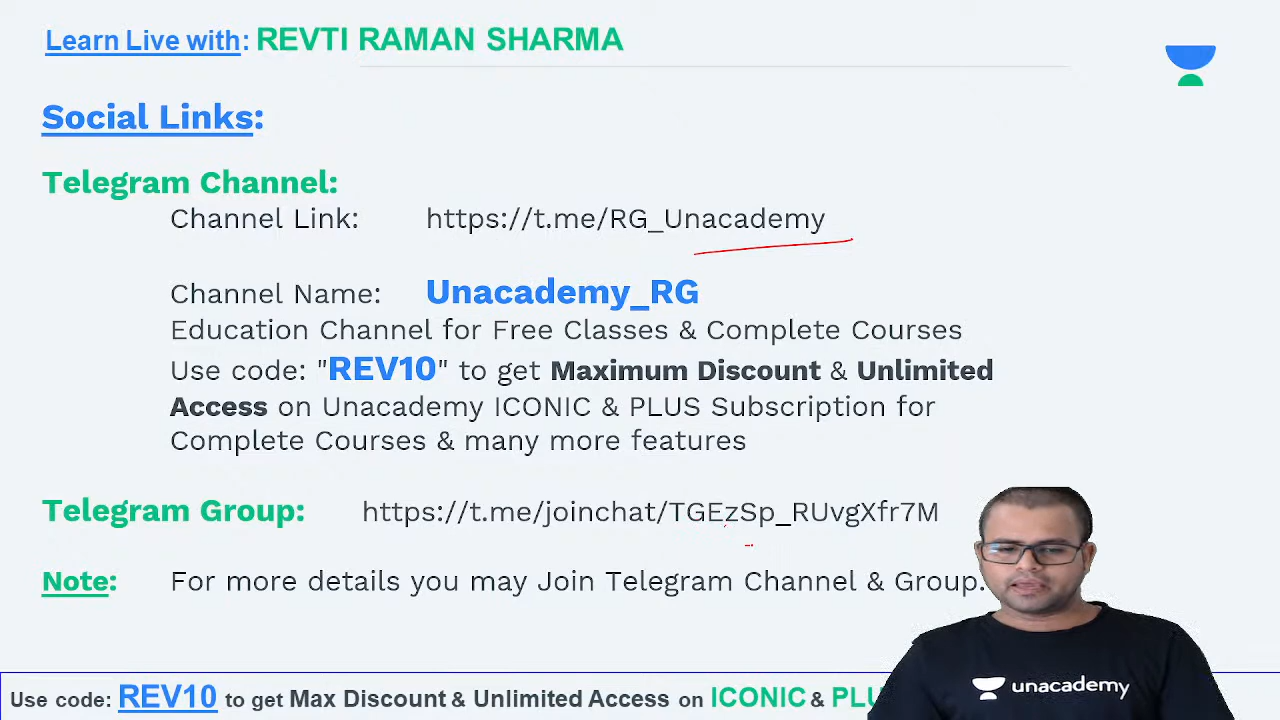 Learn Live with: REVTI RAMAN SHARMA
Social Links:
Telegram Channel:
Channel Link: https://t.me/RG_Unacademy
Channel Name: Unacademy_RG
Education Channel for Free Classes & Complete Courses
Use code: "REV10" to get Maximum Discount & Unlimited
Access on Unacademy ICONIC & PLUS Subscription for
Complete Courses & many more features
Telegram Group: https://t.me/joinchat/TGEzSp_RUvgXfr7M
Note: For more details you may Join Telegram Channel & Group.
unacademy
Use code: REV10 to get Max Discount & Unlimited Access on ICONIC & PLU